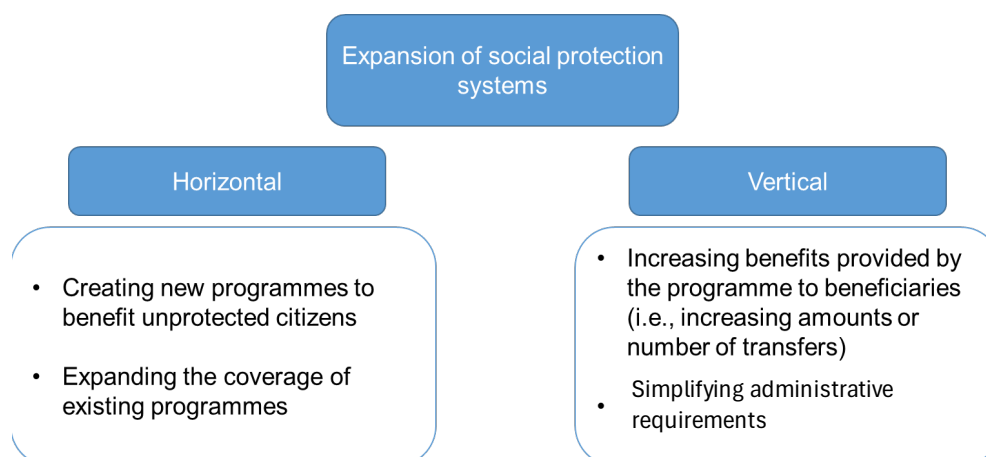 Expansion of social protection
systems
Horizontal
Vertical
• Creating new programmes to
benefit unprotected citizens
• Expanding the coverage of
existing programmes
• Increasing benefits provided by
the programme to beneficiaries
(i.e., increasing amounts or
number of transfers)
• Simplifying administrative
requirements